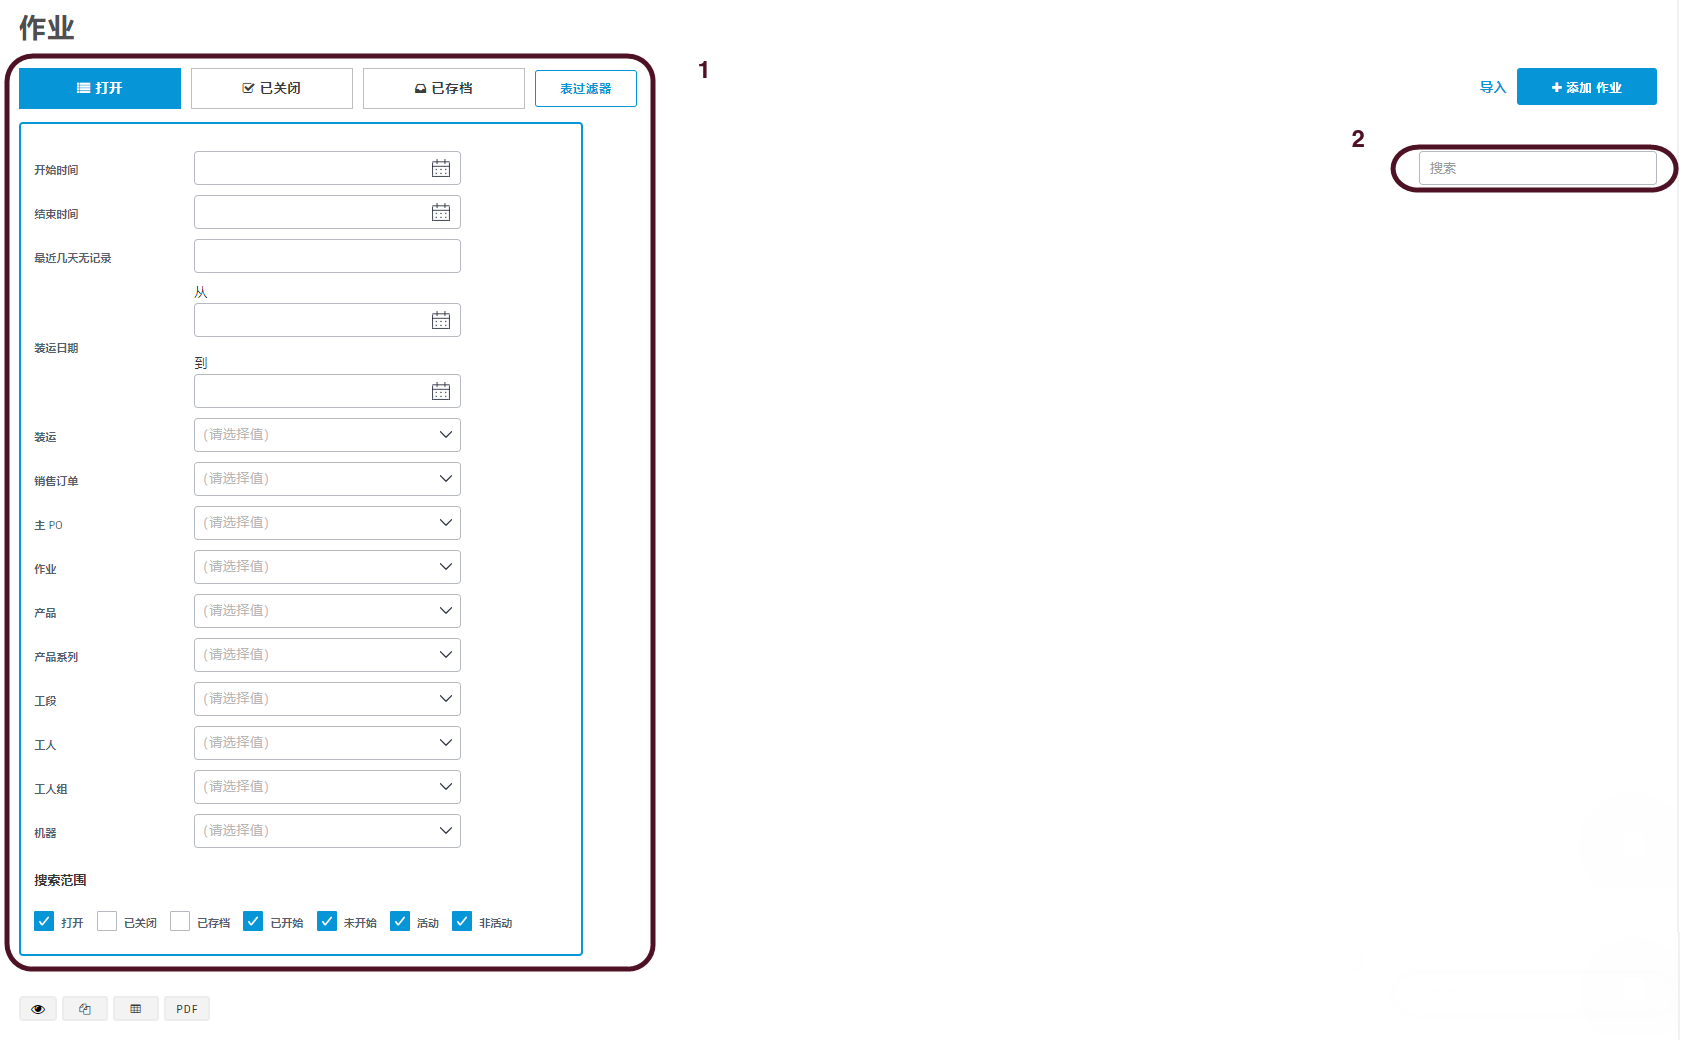 作业
打开 已关闭 已存档 表过滤器
1
导入 添加 作业
2
搜索
开始时间
结束时间
最近几天无记录
从
装运日期
到
装运 (请选择值)
销售订单 (请选择值)
主 PO (请选择值)
作业 (请选择值)
产品 (请选择值)
产品系列 (请选择值)
工段 (请选择值)
工人 (请选择值)
工人组 (请选择值)
机器 (请选择值)
搜索范围
打开 已关闭 已存档 已开始 未开始 活动 非活动
PDF